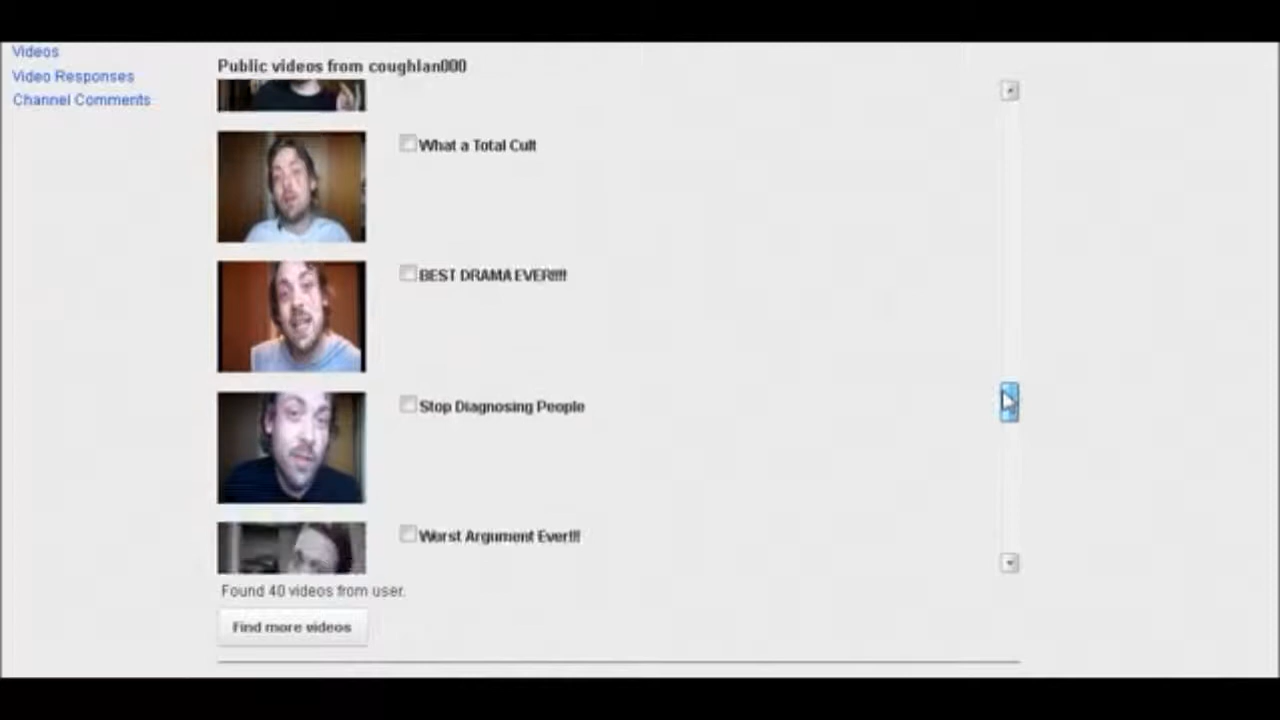 Videos
Video Responses
Channel Comments
Public videos from coughlan000
What a Total Cult
BEST DRAMA EVER!!!!
Stop Diagnosing People
Worst Argument Ever!!!
Found 40 videos from user.
Find more videos